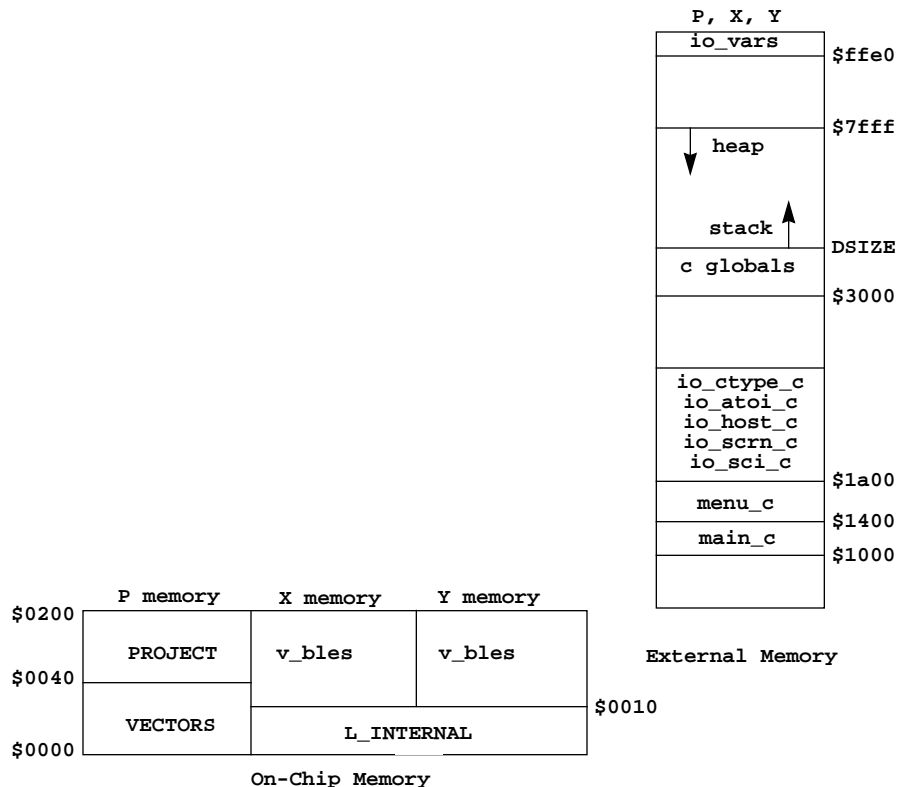 P, X, Y
io_vars
$ffe0
$7fff
heap
stack
DSIZE
c globals
$3000
io_ctype_c
io_atoi_c
io_host_c
io_scrn_c
io_sci_c
$1a00
menu_c
$1400
main_c
$1000
External Memory
P memory
X memory
Y memory
$0200
PROJECT
v_bles
v_bles
$0040
$0010
VECTORS
L_INTERNAL
$0000
On-Chip Memory